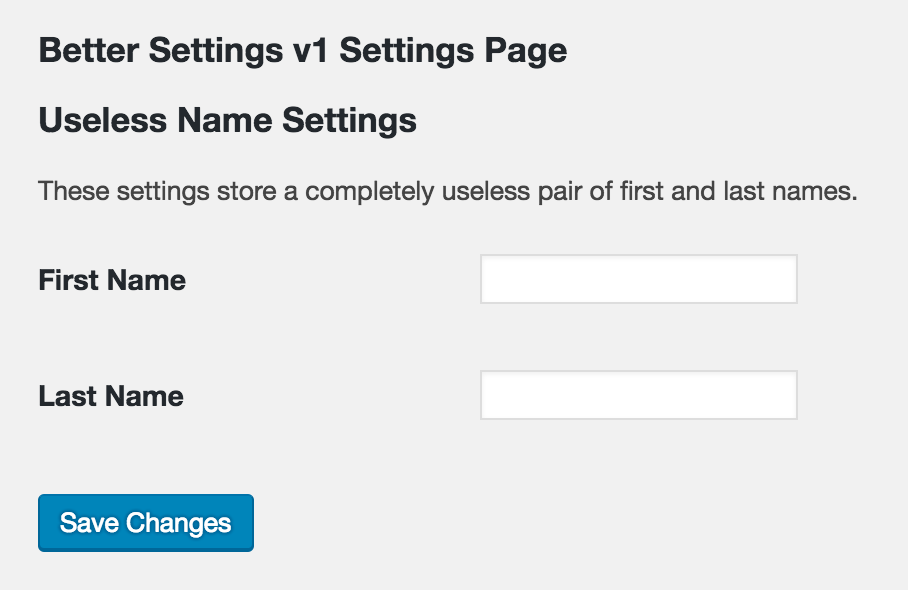 Better Settings v1 Settings Page
Useless Name Settings
These settings store a completely useless pair of first and last names.
First Name
Last Name
Save Changes